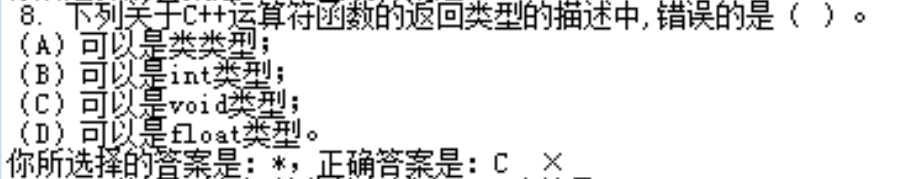 8. 下列关于C++运算符函数的返回类型的描述中,错误的是（ ）。
(A) 可以是类类型;
(B) 可以是int类型;
(C) 可以是void类型;
(D) 可以是float类型。
你所选择的答案是: *, 正确答案是: C ×